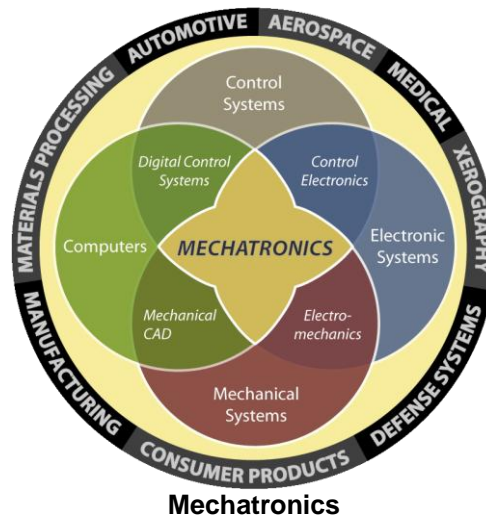 AUTOMOTIVE
AEROSPACE
MEDICAL
XEROGRAPHY
DEFENSE SYSTEMS
CONSUMER PRODUCTS
MANUFACTURING
MATERIALS PROCESSING
Control
Systems
Digital Control
Systems
Control
Electronics
Computers
MECHATRONICS
Electronic
Systems
Mechanical
CAD
Electro-
mechanics
Mechanical
Systems
Mechatronics